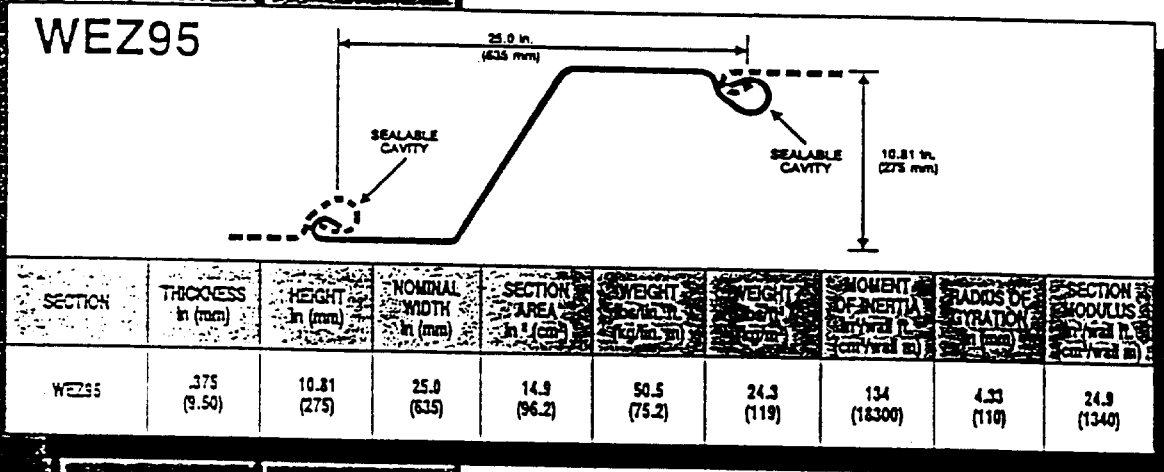 WEZ95
25.0 in.
(635 mm)
SEALABLE
CAVITY
SEALABLE
CAVITY
10.81 in.
(275 mm)
SECTION
THICKNESS
in (mm)
HEIGHT
in (mm)
NOMINAL
WIDTH
in (mm)
SECTION
AREA
WEIGHT
WEIGHT
MOMENT
OF INERTIA
RADIUS OF
GYRATION
in (mm)
SECTION
MODULUS
WEZ95
.375
(9.50)
10.81
(275)
25.0
(635)
14.9
(96.2)
50.5
(75.2)
24.3
(119)
134
(18300)
4.33
(110)
24.9
(1340)